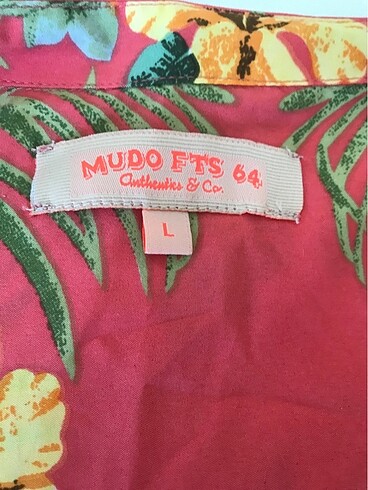 MUDO FTS 64
Authentics & Co.
L